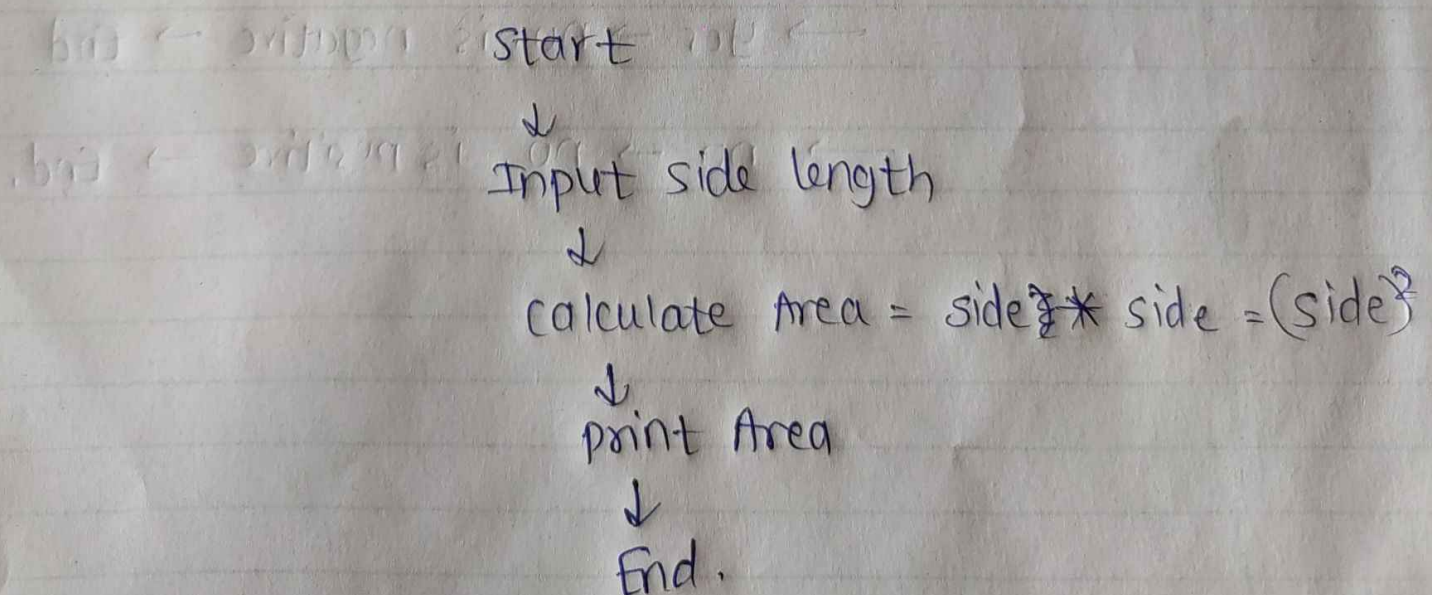 start
↓
Input side length
↓
Calculate Area = side * side = (side)²
↓
print Area
↓
End.